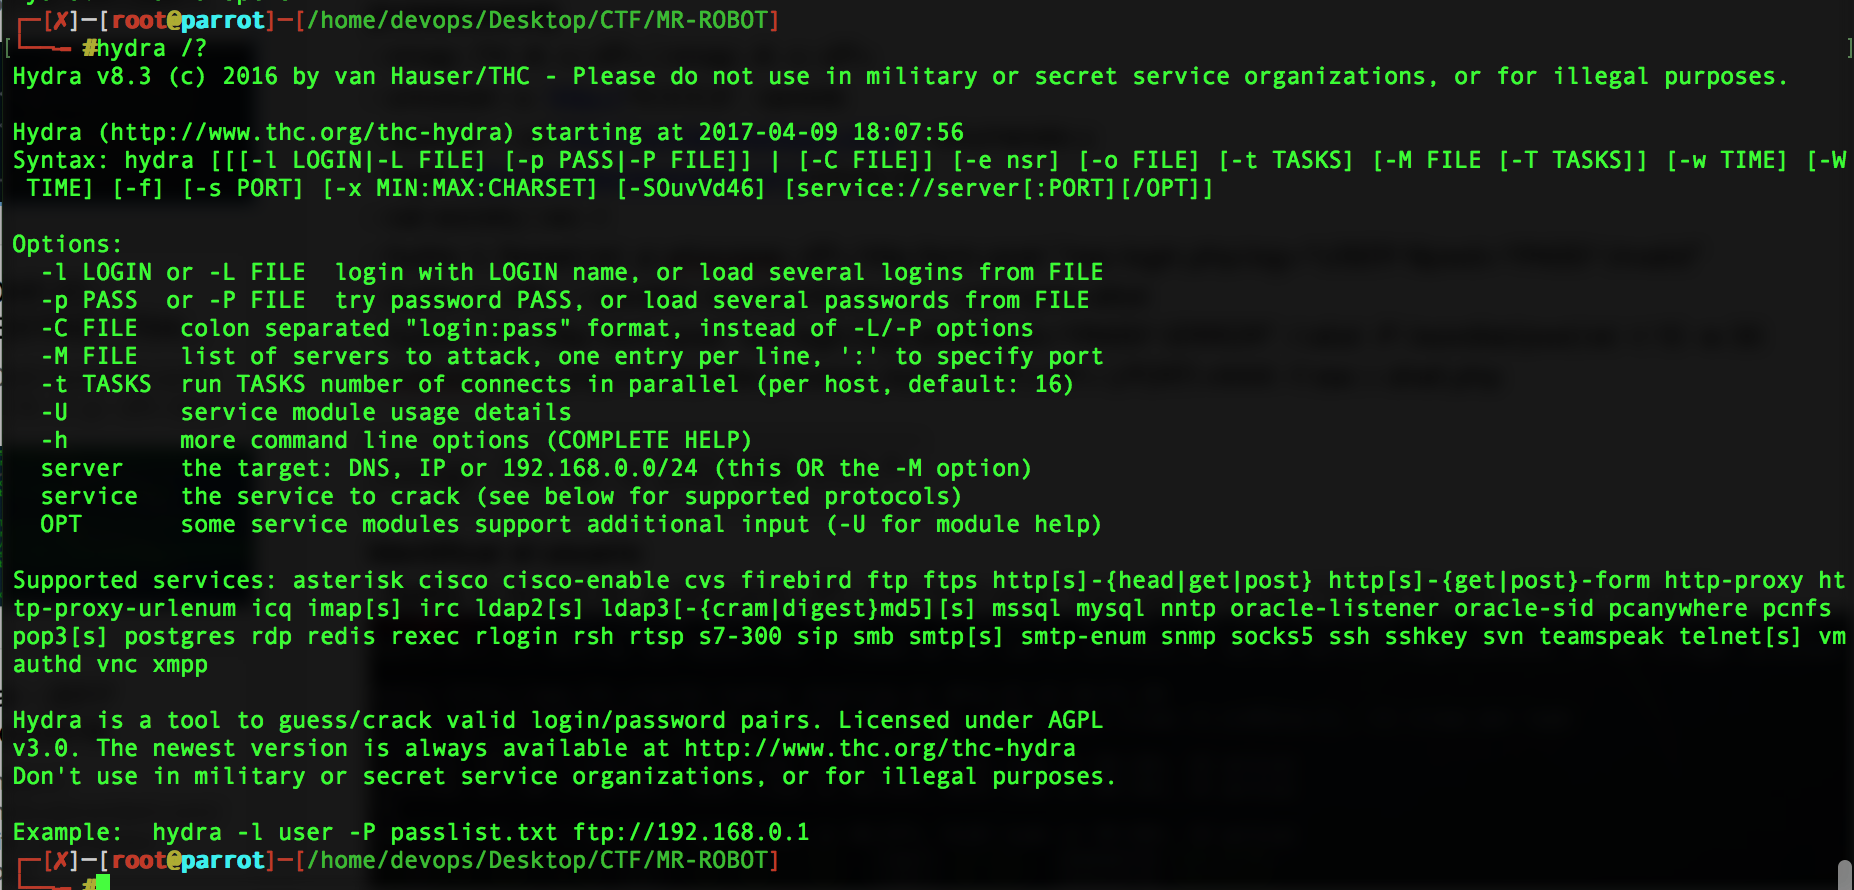 ┌─[✗]─[root@parrot]─[/home/devops/Desktop/CTF/MR-ROBOT]
└──╼ #hydra /?
Hydra v8.3 (c) 2016 by van Hauser/THC - Please do not use in military or secret service organizations, or for illegal purposes.
Hydra (http://www.thc.org/thc-hydra) starting at 2017-04-09 18:07:56
Syntax: hydra [[[-l LOGIN|-L FILE] [-p PASS|-P FILE]] | [-C FILE]] [-e nsr] [-o FILE] [-t TASKS] [-M FILE [-T TASKS]] [-w TIME] [-W
TIME] [-f] [-s PORT] [-x MIN:MAX:CHARSET] [-SOuvVd46] [service://server[:PORT][/OPT]]
Options:
-l LOGIN or -L FILE  login with LOGIN name, or load several logins from FILE
-p PASS  or -P FILE  try password PASS, or load several passwords from FILE
-C FILE   colon separated "login:pass" format, instead of -L/-P options
-M FILE   list of servers to attack, one entry per line, ':' to specify port
-t TASKS  run TASKS number of connects in parallel (per host, default: 16)
-U        service module usage details
-h        more command line options (COMPLETE HELP)
server    the target: DNS, IP or 192.168.0.0/24 (this OR the -M option)
service   the service to crack (see below for supported protocols)
OPT       some service modules support additional input (-U for module help)
Supported services: asterisk cisco cisco-enable cvs firebird ftp ftps http[s]-{head|get|post} http[s]-{get|post}-form http-proxy ht
tp-proxy-urlenum icq imap[s] irc ldap2[s] ldap3[-{cram|digest}md5][s] mssql mysql nntp oracle-listener oracle-sid pcanywhere pcnfs
pop3[s] postgres rdp redis rexec rlogin rsh rtsp s7-300 sip smb smtp[s] smtp-enum snmp socks5 ssh sshkey svn teamspeak telnet[s] vm
authd vnc xmpp
Hydra is a tool to guess/crack valid login/password pairs. Licensed under AGPL
v3.0. The newest version is always available at http://www.thc.org/thc-hydra
Don't use in military or secret service organizations, or for illegal purposes.
Example:  hydra -l user -P passlist.txt ftp://192.168.0.1
┌─[✗]─[root@parrot]─[/home/devops/Desktop/CTF/MR-ROBOT]
└──╼ #